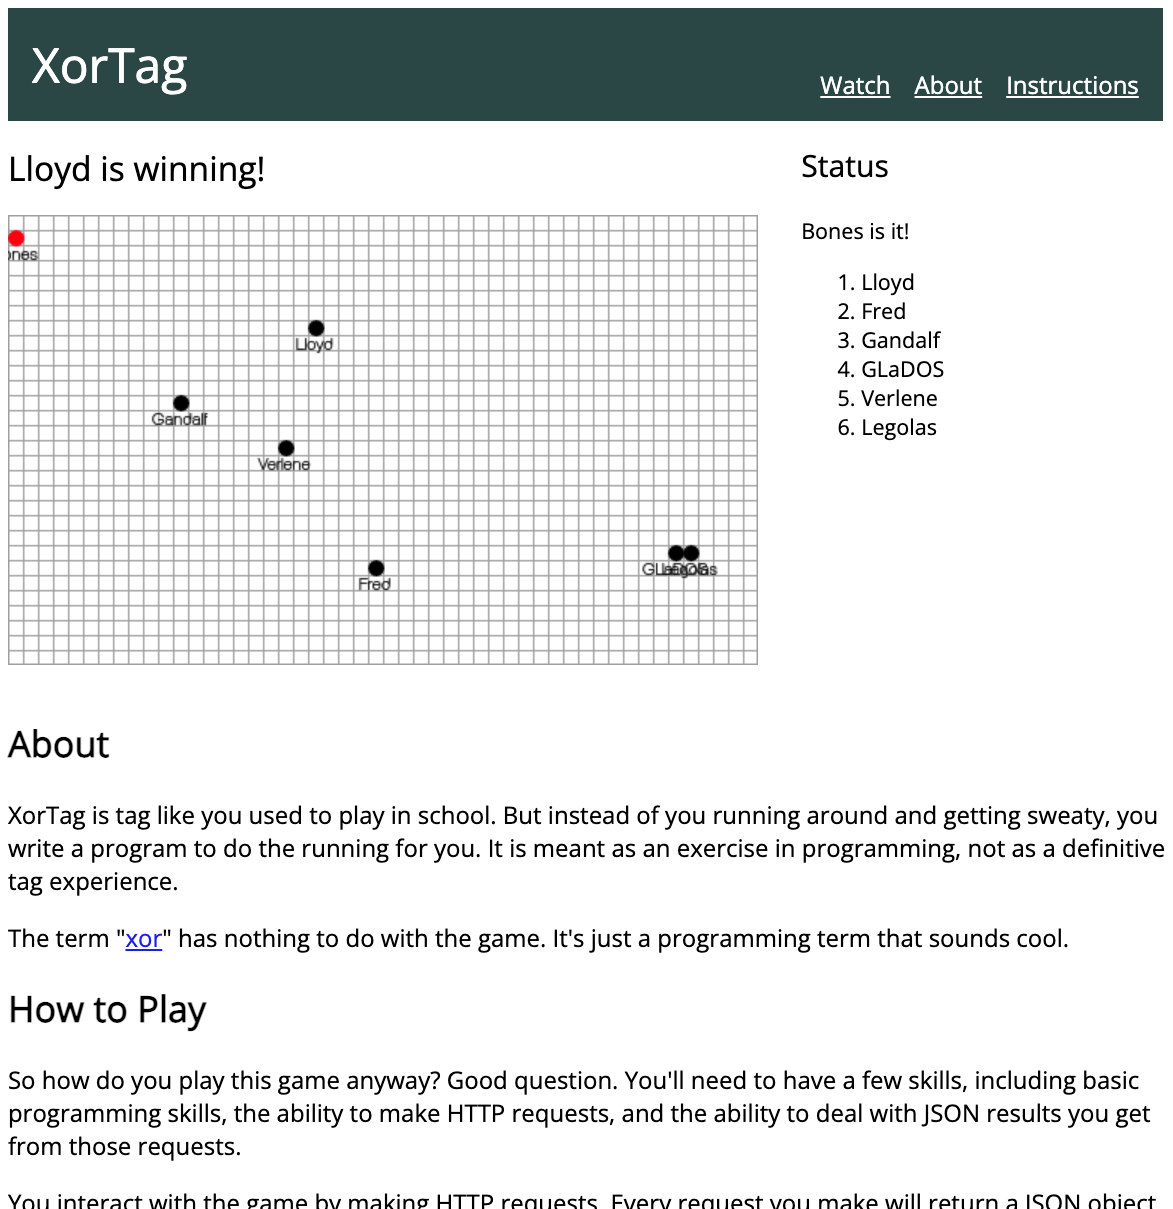 XorTag
Watch About Instructions
Lloyd is winning!
Status
Bones is it!
1. Lloyd
2. Fred
3. Gandalf
4. GLaDOS
5. Verlene
6. Legolas
ones
Lloyd
Gandalf
Verlene
Fred
About
XorTag is tag like you used to play in school. But instead of you running around and getting sweaty, you
write a program to do the running for you. It is meant as an exercise in programming, not as a definitive
tag experience.
The term "xor" has nothing to do with the game. It's just a programming term that sounds cool.
How to Play
So how do you play this game anyway? Good question. You'll need to have a few skills, including basic
programming skills, the ability to make HTTP requests, and the ability to deal with JSON results you get
from those requests.
You interact with the game by making HTTP requests. Every request you make will return a JSON object